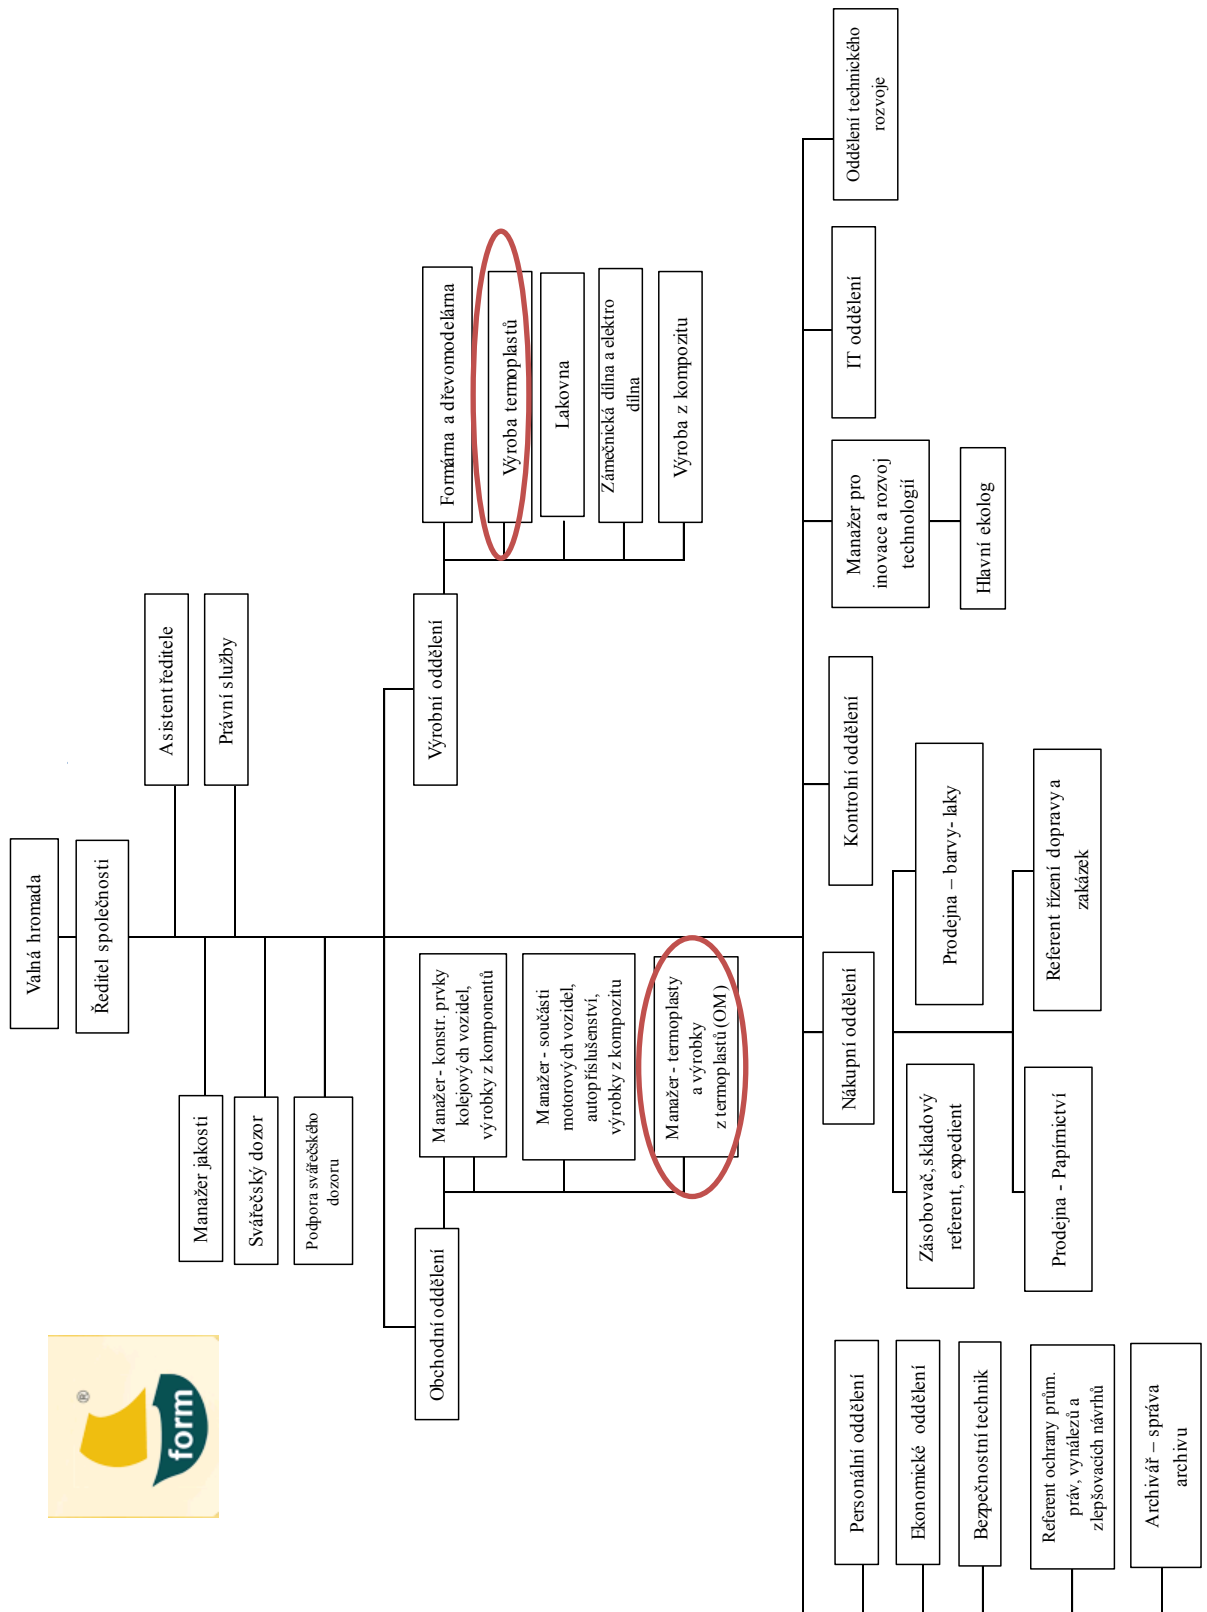 form
®
Valná hromada
Ředitel společnosti
Asistent ředitele
Právní služby
Manažer jakosti
Svářečský dozor
Podpora svářečského
dozoru
Obchodní oddělení
Manažer - konstr. prvky
kolejových vozidel,
výrobky z komponentů
Manažer - součásti
motorových vozidel,
autopříslušenství,
výrobky z kompozitu
Manažer - termoplasty
a výrobky
z termoplastů (OM)
Výrobní oddělení
Formárna a dřevomodelárna
Výroba termoplastů
Lakovna
Zámečnická dílna a elektro
dílna
Výroba z kompozitu
Personální oddělení
Ekonomické oddělení
Bezpečnostní technik
Referent ochrany prům.
práv, vynálezů a
zlepšovacích návrhů
Archivář – správa
archivu
Nákupní oddělení
Zásobovač, skladový
referent, expedient
Prodejna – barvy- laky
Prodejna - Papírnictví
Referent řízení dopravy a
zakázek
Kontrolní oddělení
Manažer pro
inovace a rozvoj
technologií
Hlavní ekolog
IT oddělení
Oddělení technického
rozvoje